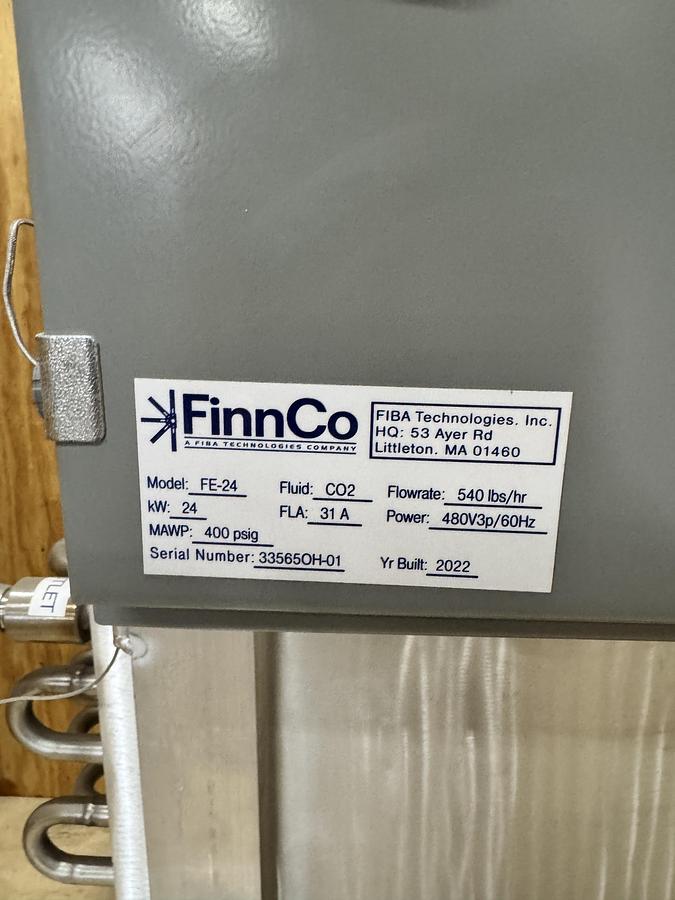 FinnCo
A FIBA TECHNOLOGIES COMPANY
FIBA Technologies. Inc.
HQ: 53 Ayer Rd
Littleton. MA 01460
Model: FE-24 Fluid: CO2 Flowrate: 540 lbs/hr
kW: 24 FLA: 31 A Power: 480V3p/60Hz
MAWP: 400 psig
Serial Number: 33565OH-01 Yr Built: 2022
TLET